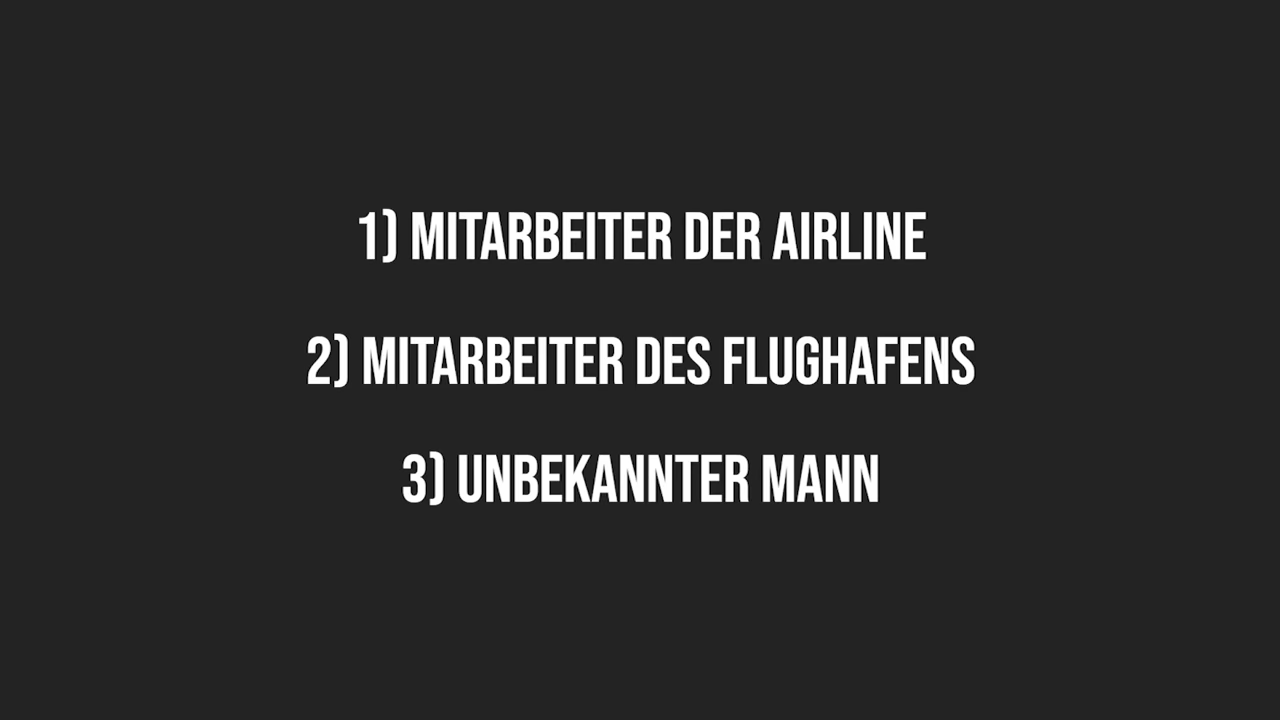 1) MITARBEITER DER AIRLINE
2) MITARBEITER DES FLUGHAFENS
3) UNBEKANNTER MANN